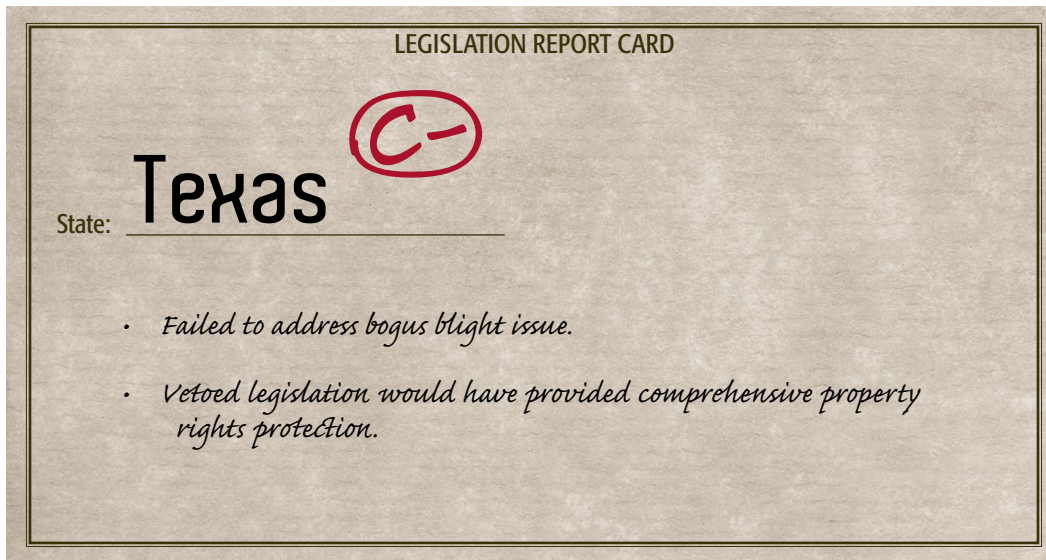 LEGISLATION REPORT CARD
C-
State: Texas
• Failed to address bogus blight issue.
• Vetoed legislation would have provided comprehensive property
rights protection.